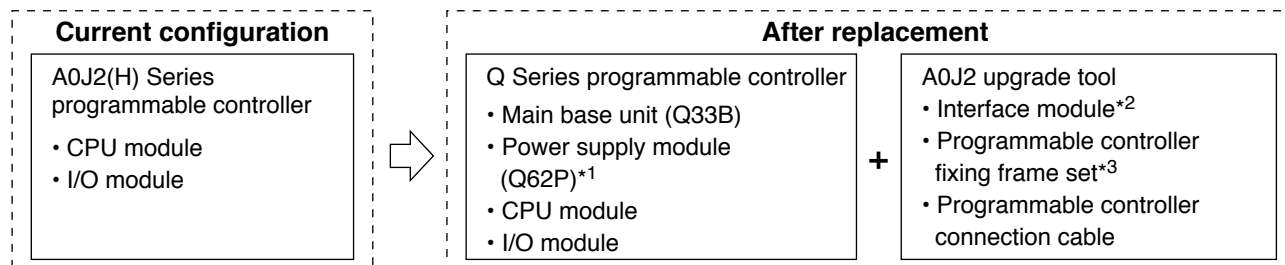 Current configuration
A0J2(H) Series
programmable controller
• CPU module
• I/O module
After replacement
Q Series programmable controller
• Main base unit (Q33B)
• Power supply module
(Q62P)*1
• CPU module
• I/O module
+
A0J2 upgrade tool
• Interface module*2
• Programmable controller
fixing frame set*3
• Programmable controller
connection cable